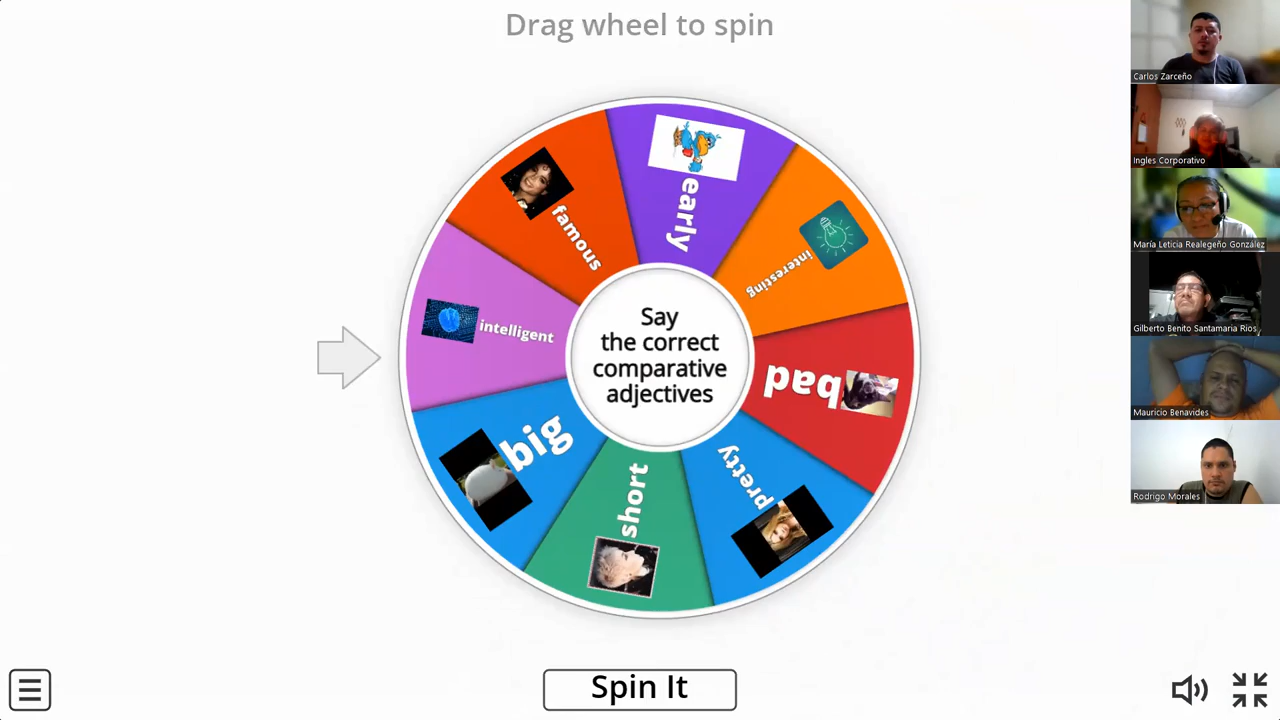 Drag wheel to spin
early
interesting
bad
pretty
short
big
intelligent
famous
Say
the correct
comparative
adjectives
Spin It
Carlos Zarceño
Ingles Corporativo
María Leticia Realegeño González
Gilberto Benito Santamaria Rios
Mauricio Benavides
Rodrigo Morales